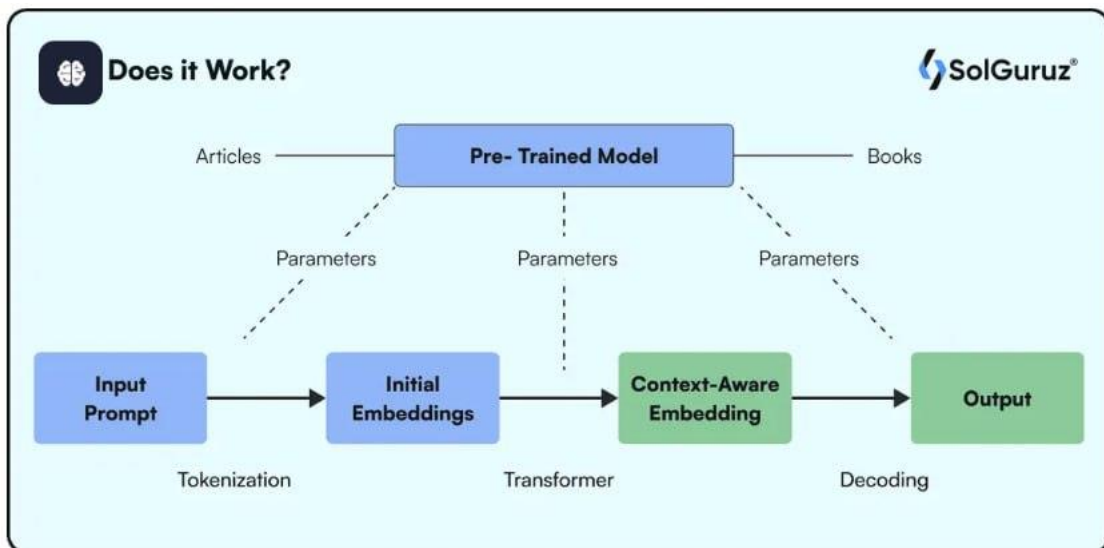 Does it Work?
SolGuruz®
Articles
Pre- Trained Model
Books
Parameters
Parameters
Parameters
Input
Prompt
Initial
Embeddings
Context-Aware
Embedding
Output
Tokenization
Transformer
Decoding